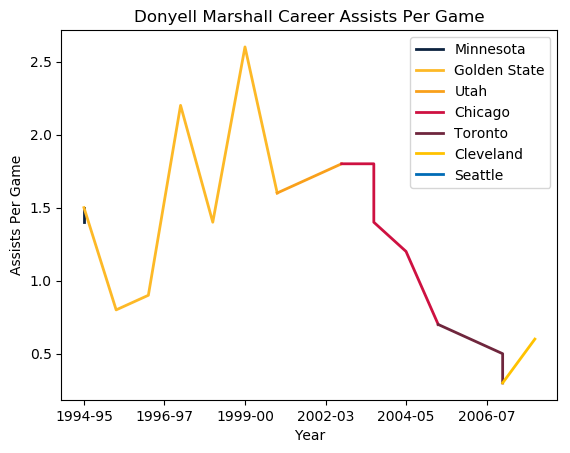 Donyell Marshall Career Assists Per Game
Minnesota
Golden State
Utah
Chicago
Toronto
Cleveland
Seattle
2.5
2.0
1.5
1.0
0.5
Assists Per Game
1994-95
1996-97
1999-00
2002-03
2004-05
2006-07
Year